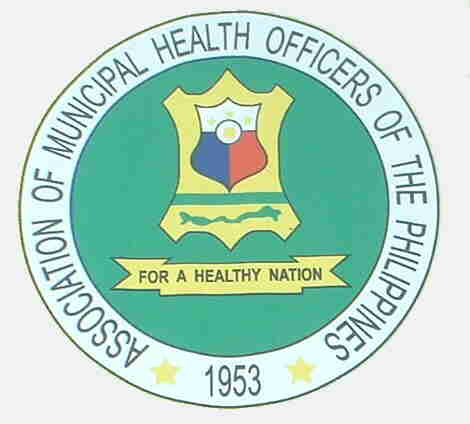 ASSOCIATION OF MUNICIPAL HEALTH OFFICERS OF THE PHILIPPINES
FOR A HEALTHY NATION
1953